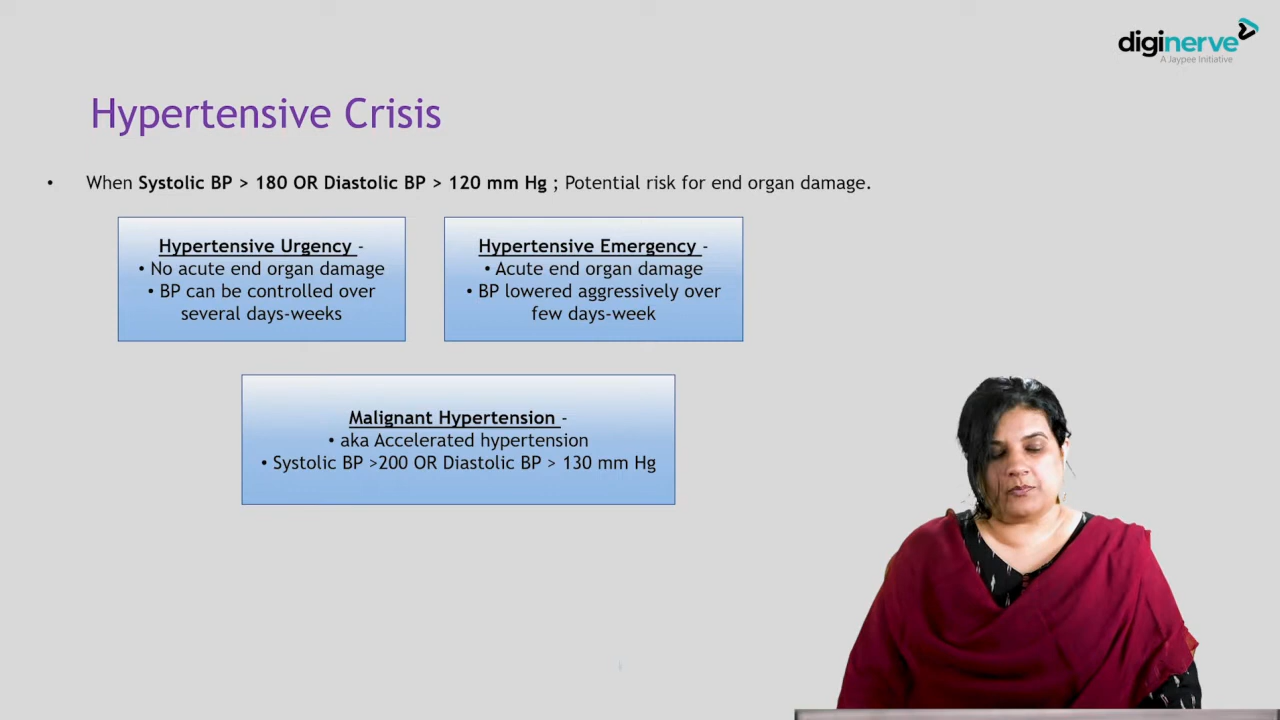 diginerve
A Jaypee Initiative
Hypertensive Crisis
• When Systolic BP > 180 OR Diastolic BP > 120 mm Hg ; Potential risk for end organ damage.
Hypertensive Urgency -
• No acute end organ damage
• BP can be controlled over
several days-weeks
Hypertensive Emergency -
• Acute end organ damage
• BP lowered aggressively over
few days-week
Malignant Hypertension -
• aka Accelerated hypertension
• Systolic BP >200 OR Diastolic BP > 130 mm Hg